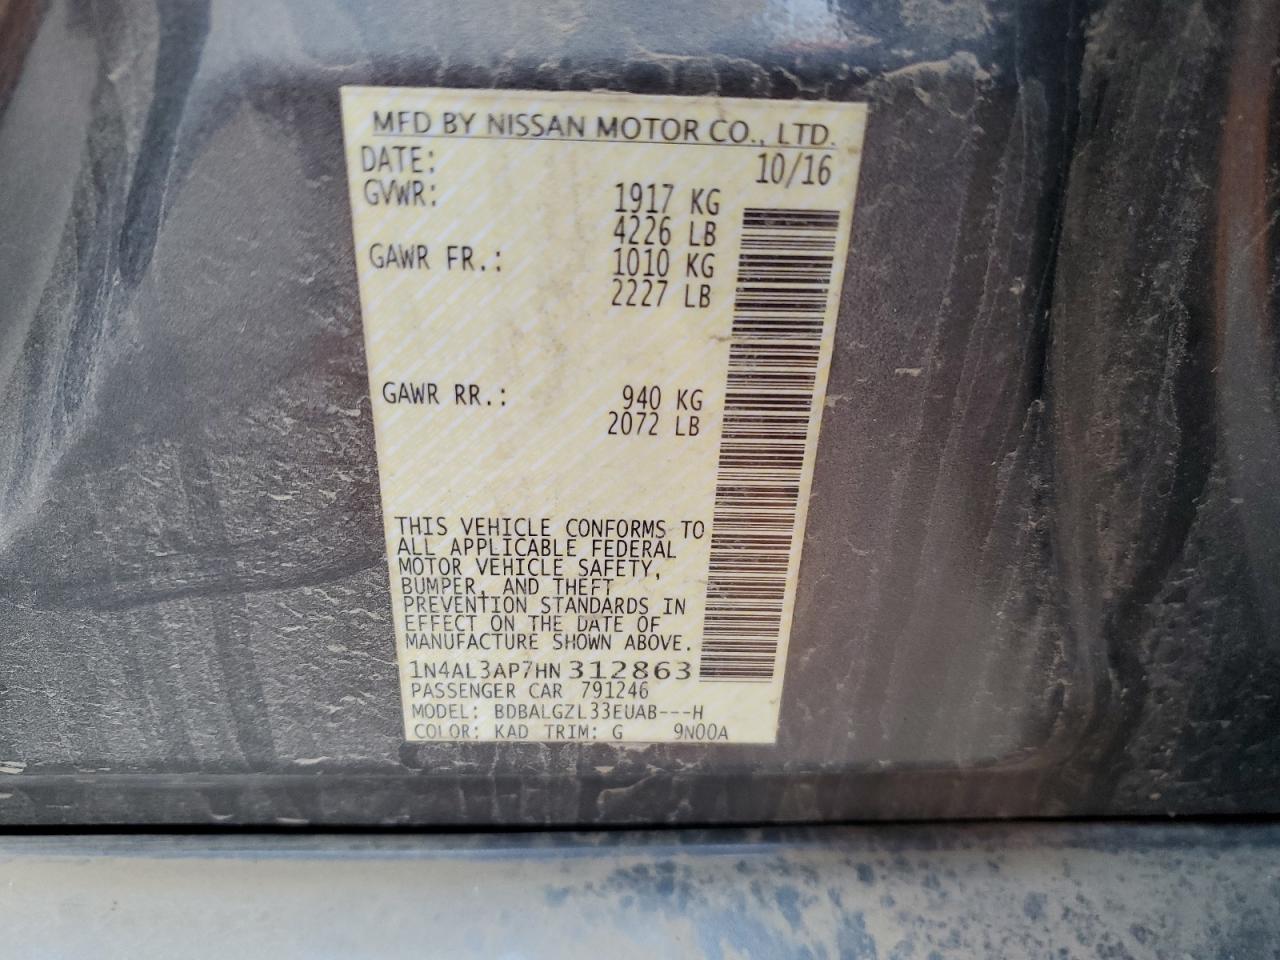 MFD BY NISSAN MOTOR CO., LTD.
DATE: 10/16
GVWR: 1917 KG
4226 LB
GAWR FR.: 1010 KG
2227 LB
GAWR RR.: 940 KG
2072 LB
THIS VEHICLE CONFORMS TO
ALL APPLICABLE FEDERAL
MOTOR VEHICLE SAFETY,
BUMPER, AND THEFT
PREVENTION STANDARDS IN
EFFECT ON THE DATE OF
MANUFACTURE SHOWN ABOVE.
1N4AL3AP7HN312863
PASSENGER CAR 791246
MODEL: BDBALGZL33EUAB---H
COLOR: KAD TRIM: G 9N00A